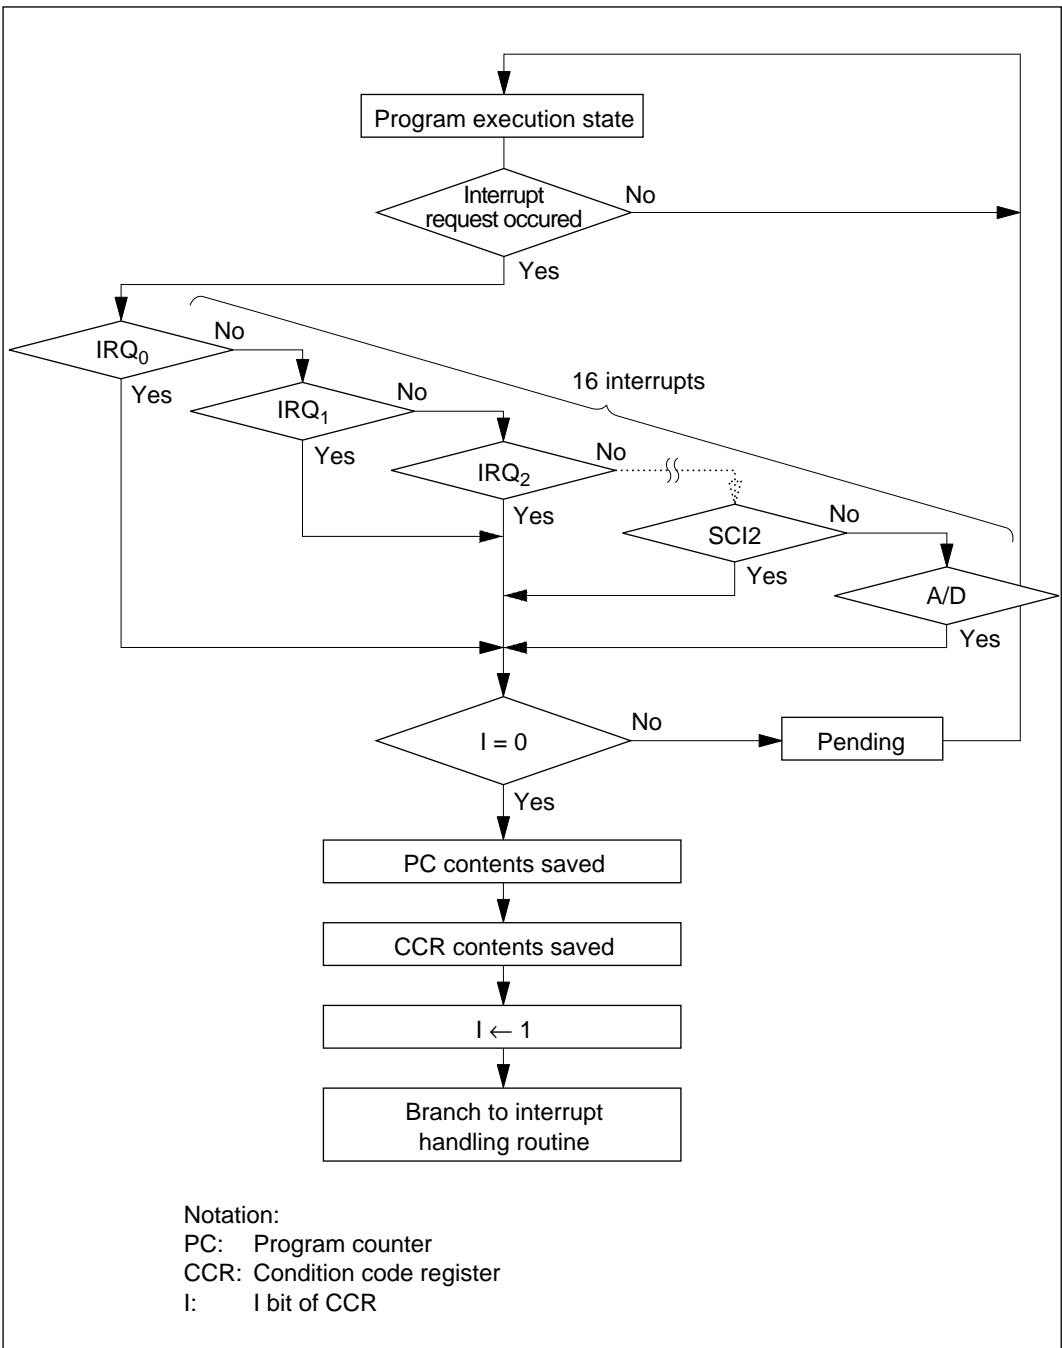 Program execution state
Interrupt
request occured
No
Yes
IRQ0
No
Yes
16 interrupts
IRQ1
No
Yes
IRQ2
No
Yes
SCI2
No
Yes
A/D
Yes
I = 0
No
Pending
Yes
PC contents saved
CCR contents saved
I ← 1
Branch to interrupt
handling routine
Notation:
PC: Program counter
CCR: Condition code register
I: I bit of CCR